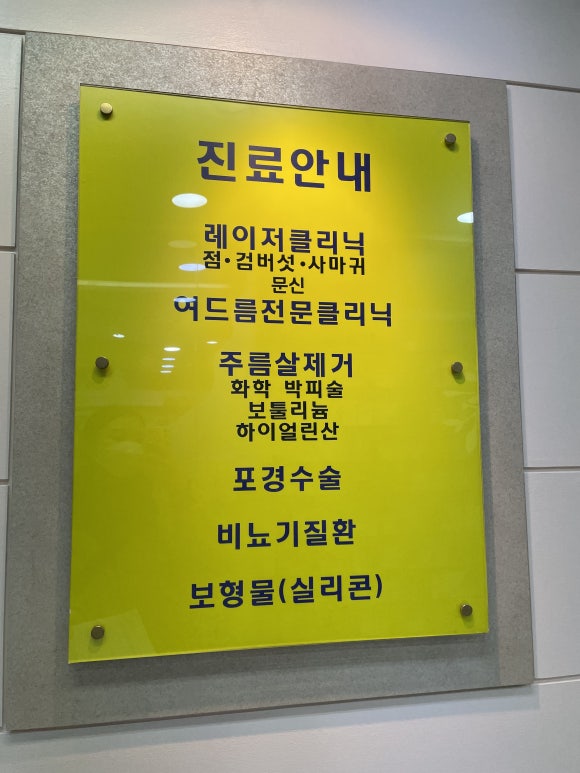 진료안내
레이저클리닉
점·검버섯·사마귀
문신
여드름전문클리닉
주름살제거
화학 박피술
보툴리늄
하이얼린산
포경수술
비뇨기질환
보형물(실리콘)